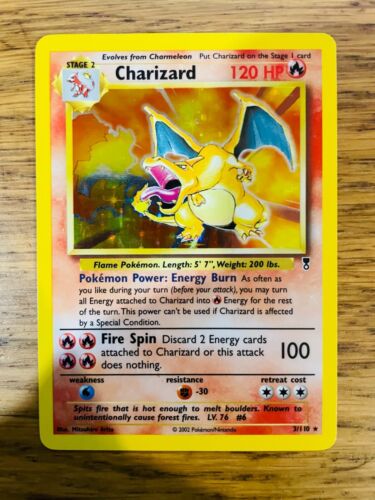 Evolves from Charmeleon Put Charizard on the Stage 1 card
STAGE 2
Charizard 120 HP
Flame Pokémon. Length: 5' 7", Weight: 200 lbs.
Pokémon Power: Energy Burn As often as
you like during your turn (before your attack), you may turn
all Energy attached to Charizard into Energy for the rest
of the turn. This power can't be used if Charizard is affected
by a Special Condition.
Fire Spin Discard 2 Energy cards
attached to Charizard or this attack
does nothing.
100
weakness resistance retreat cost
-30
Spits fire that is hot enough to melt boulders. Known to
unintentionally cause forest fires. LV. 76 #6
Illus. Mitsuhiro Arita © 2002 Pokémon/Nintendo 3/110